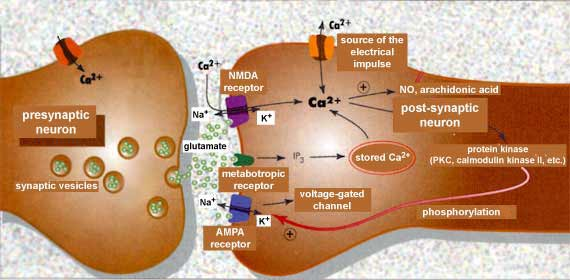 Ca²⁺
source of the
electrical
impulse
Ca²⁺
Ca²⁺
NMDA
receptor
⊕
NO, arachidonic acid
Ca²⁺
presynaptic
neuron
Na⁺
K⁺
post-synaptic
neuron
glutamate
IP₃
stored Ca²⁺
protein kinase
(PKC, calmodulin kinase II, etc.)
metabotropic
receptor
synaptic vesicles
voltage-gated
channel
Na⁺
K⁺
phosphorylation
AMPA
receptor
⊕